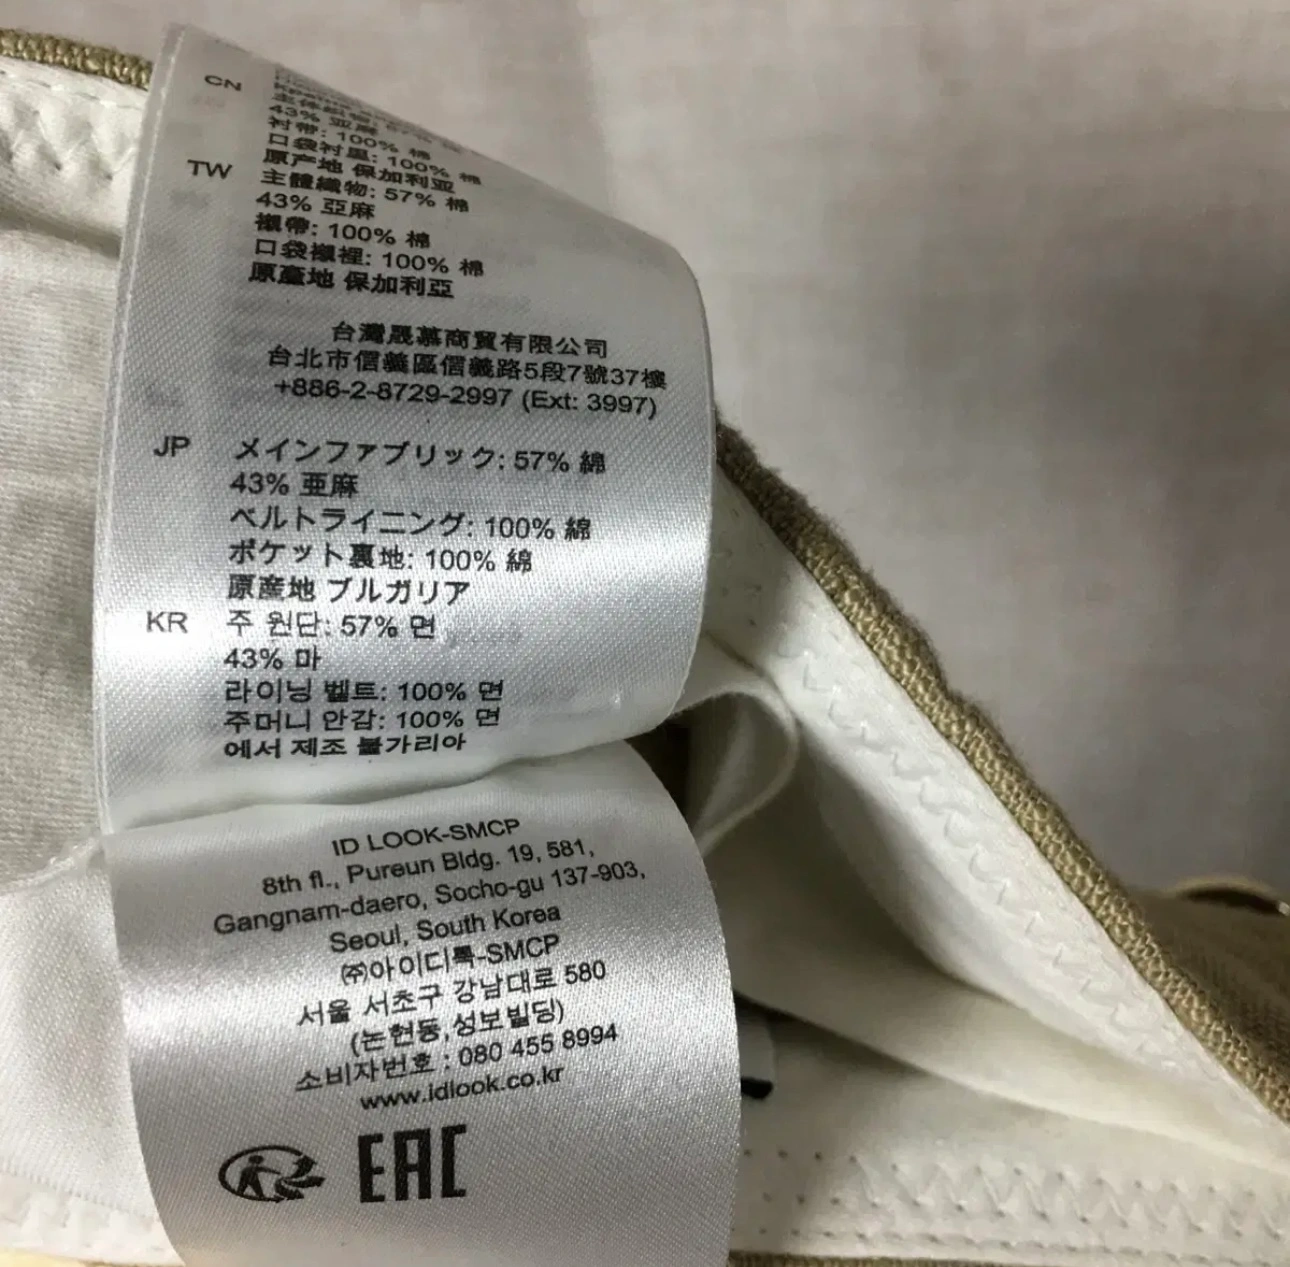 CN
43% 亚麻
衬带: 100% 棉
口袋衬里: 100% 棉
原产地 保加利亚
TW 主體織物: 57% 棉
43% 亞麻
襯帶: 100% 棉
口袋襯裡: 100% 棉
原產地 保加利亞
台灣晟慕商貿有限公司
台北市信義區信義路5段7號37樓
+886-2-8729-2997 (Ext: 3997)
JP メインファブリック: 57% 綿
43% 亜麻
ベルトライニング: 100% 綿
ポケット裏地: 100% 綿
原産地 ブルガリア
KR 주 원단: 57% 면
43% 마
라이닝 벨트: 100% 면
주머니 안감: 100% 면
에서 제조 불가리아
ID LOOK-SMCP
8th fl., Pureun Bldg. 19, 581,
Gangnam-daero, Socho-gu 137-903,
Seoul, South Korea
㈜아이디룩-SMCP
서울 서초구 강남대로 580
(논현동,성보빌딩)
소비자번호 : 080 455 8994
www.idlook.co.kr
EAC